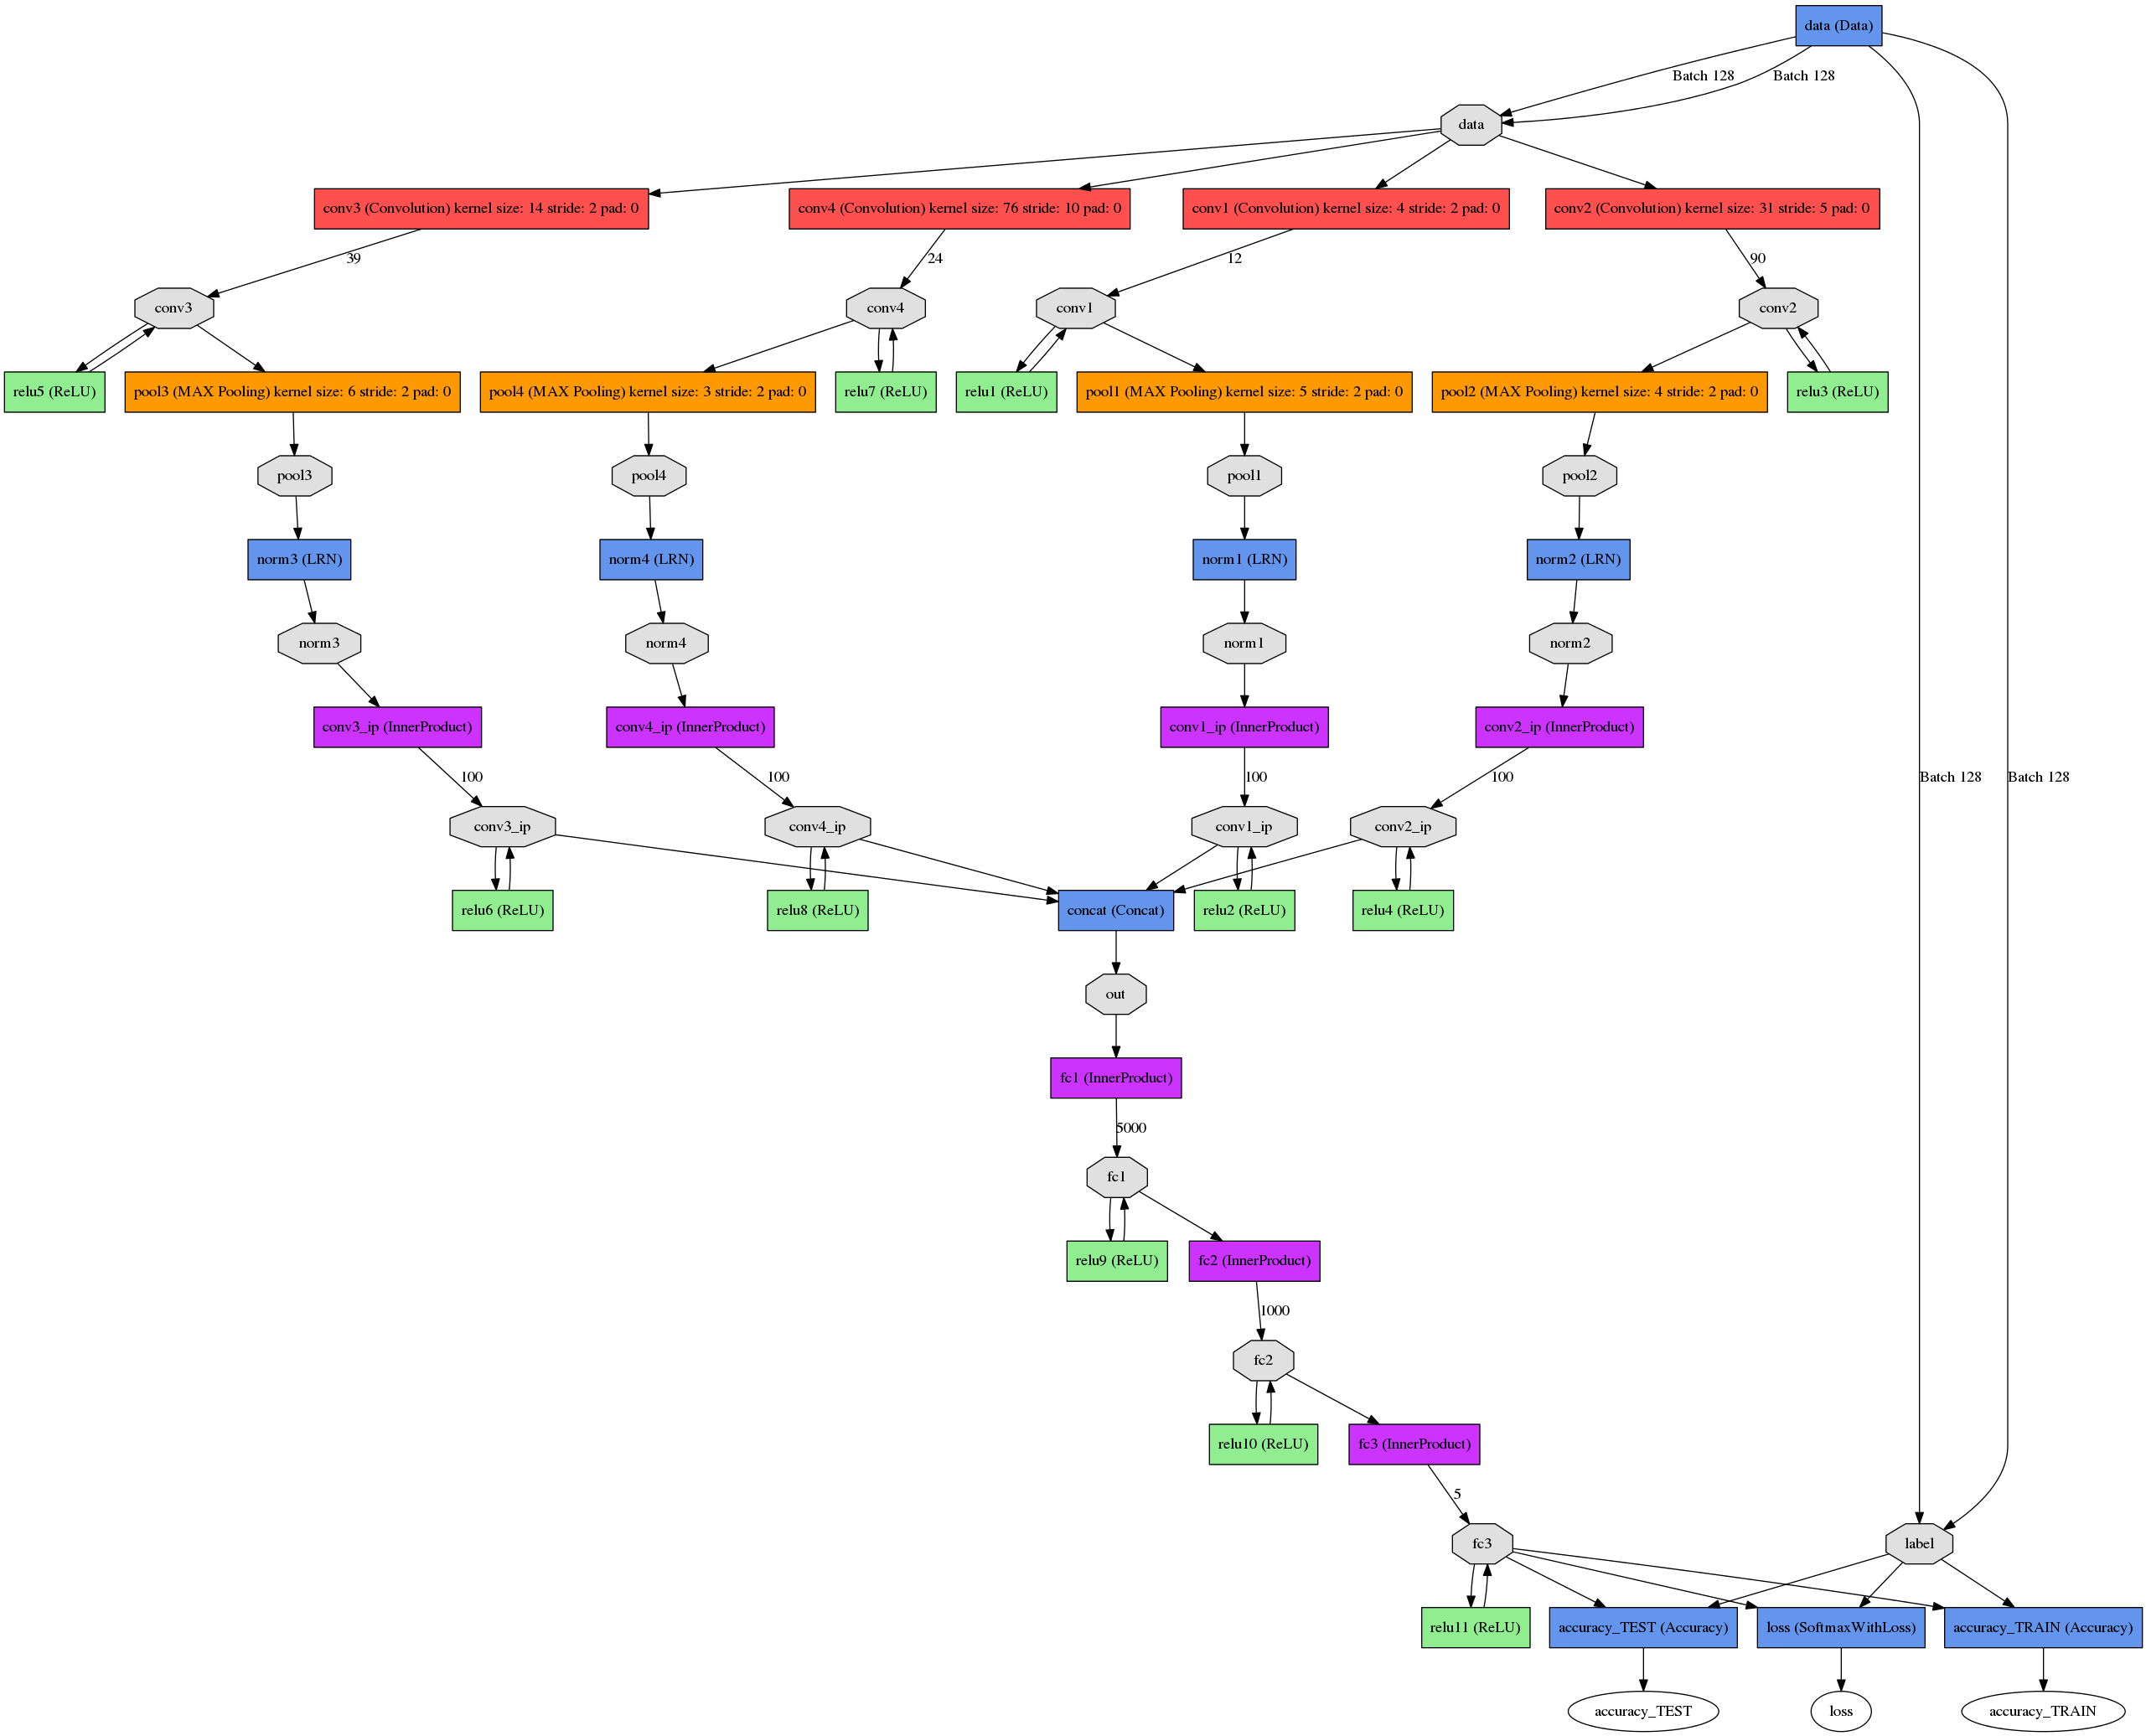 data (Data)
Batch 128
Batch 128
data
conv3 (Convolution) kernel size: 14 stride: 2 pad: 0
conv4 (Convolution) kernel size: 76 stride: 10 pad: 0
conv1 (Convolution) kernel size: 4 stride: 2 pad: 0
conv2 (Convolution) kernel size: 31 stride: 5 pad: 0
39
24
12
90
conv3
conv4
conv1
conv2
relu5 (ReLU)
pool3 (MAX Pooling) kernel size: 6 stride: 2 pad: 0
pool4 (MAX Pooling) kernel size: 3 stride: 2 pad: 0
relu7 (ReLU)
relu1 (ReLU)
pool1 (MAX Pooling) kernel size: 5 stride: 2 pad: 0
pool2 (MAX Pooling) kernel size: 4 stride: 2 pad: 0
relu3 (ReLU)
pool3
pool4
pool1
pool2
norm3 (LRN)
norm4 (LRN)
norm1 (LRN)
norm2 (LRN)
norm3
norm4
norm1
norm2
conv3_ip (InnerProduct)
conv4_ip (InnerProduct)
conv1_ip (InnerProduct)
conv2_ip (InnerProduct)
100
100
100
100
Batch 128
Batch 128
conv3_ip
conv4_ip
conv1_ip
conv2_ip
relu6 (ReLU)
relu8 (ReLU)
concat (Concat)
relu2 (ReLU)
relu4 (ReLU)
out
fc1 (InnerProduct)
5000
fc1
relu9 (ReLU)
fc2 (InnerProduct)
1000
fc2
relu10 (ReLU)
fc3 (InnerProduct)
5
fc3
label
relu11 (ReLU)
accuracy_TEST (Accuracy)
loss (SoftmaxWithLoss)
accuracy_TRAIN (Accuracy)
accuracy_TEST
loss
accuracy_TRAIN